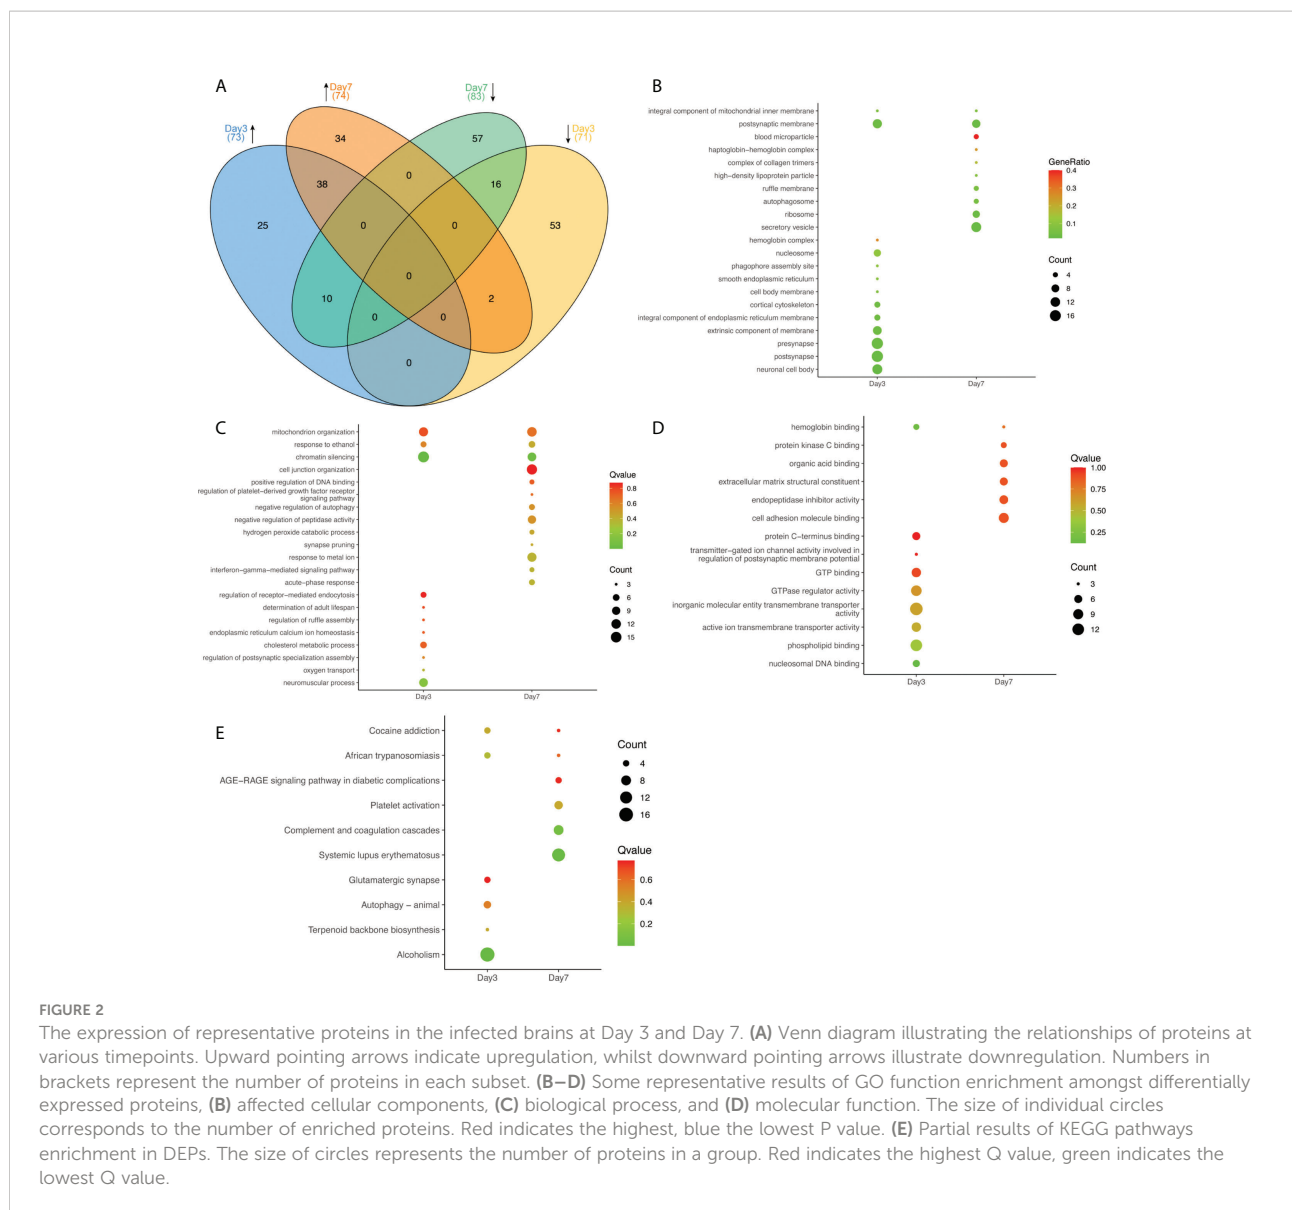 A
Day3
(73)
Day7
(74)
Day7
(83)
Day3
(71)
34
57
0
38
16
25
0
0
53
0
10
2
0
0
0
B
integral component of mitochondrial inner membrane
postsynaptic membrane
blood microparticle
haptoglobin−hemoglobin complex
complex of collagen trimers
high−density lipoprotein particle
ruffle membrane
autophagosome
ribosome
secretory vesicle
hemoglobin complex
nucleosome
phagophore assembly site
smooth endoplasmic reticulum
cell body membrane
cortical cytoskeleton
integral component of endoplasmic reticulum membrane
extrinsic component of membrane
presynapse
postsynapse
neuronal cell body
Day3 Day7
GeneRatio
0.4
0.3
0.2
0.1
Count
4
8
12
16
C
mitochondrion organization
response to ethanol
chromatin silencing
cell junction organization
positive regulation of DNA binding
regulation of platelet−derived growth factor receptor
signaling pathway
negative regulation of autophagy
negative regulation of peptidase activity
hydrogen peroxide catabolic process
synapse pruning
response to metal ion
interferon−gamma−mediated signaling pathway
acute−phase response
regulation of receptor−mediated endocytosis
determination of adult lifespan
regulation of ruffle assembly
endoplasmic reticulum calcium ion homeostasis
cholesterol metabolic process
regulation of postsynaptic specialization assembly
oxygen transport
neuromuscular process
Day3 Day7
Qvalue
0.8
0.6
0.4
0.2
Count
3
6
9
12
15
D
hemoglobin binding
protein kinase C binding
organic acid binding
extracellular matrix structural constituent
endopeptidase inhibitor activity
cell adhesion molecule binding
protein C−terminus binding
transmitter−gated ion channel activity involved in
regulation of postsynaptic membrane potential
GTP binding
GTPase regulator activity
inorganic molecular entity transmembrane transporter
activity
active ion transmembrane transporter activity
phospholipid binding
nucleosomal DNA binding
Day3 Day7
Qvalue
1.00
0.75
0.50
0.25
Count
3
6
9
12
E
Cocaine addiction
African trypanosomiasis
AGE−RAGE signaling pathway in diabetic complications
Platelet activation
Complement and coagulation cascades
Systemic lupus erythematosus
Glutamatergic synapse
Autophagy − animal
Terpenoid backbone biosynthesis
Alcoholism
Day3 Day7
Count
4
8
12
16
Qvalue
0.6
0.4
0.2
FIGURE 2
The expression of representative proteins in the infected brains at Day 3 and Day 7. (A) Venn diagram illustrating the relationships of proteins at
various timepoints. Upward pointing arrows indicate upregulation, whilst downward pointing arrows illustrate downregulation. Numbers in
brackets represent the number of proteins in each subset. (B–D) Some representative results of GO function enrichment amongst differentially
expressed proteins, (B) affected cellular components, (C) biological process, and (D) molecular function. The size of individual circles
corresponds to the number of enriched proteins. Red indicates the highest, blue the lowest P value. (E) Partial results of KEGG pathways
enrichment in DEPs. The size of circles represents the number of proteins in a group. Red indicates the highest Q value, green indicates the
lowest Q value.